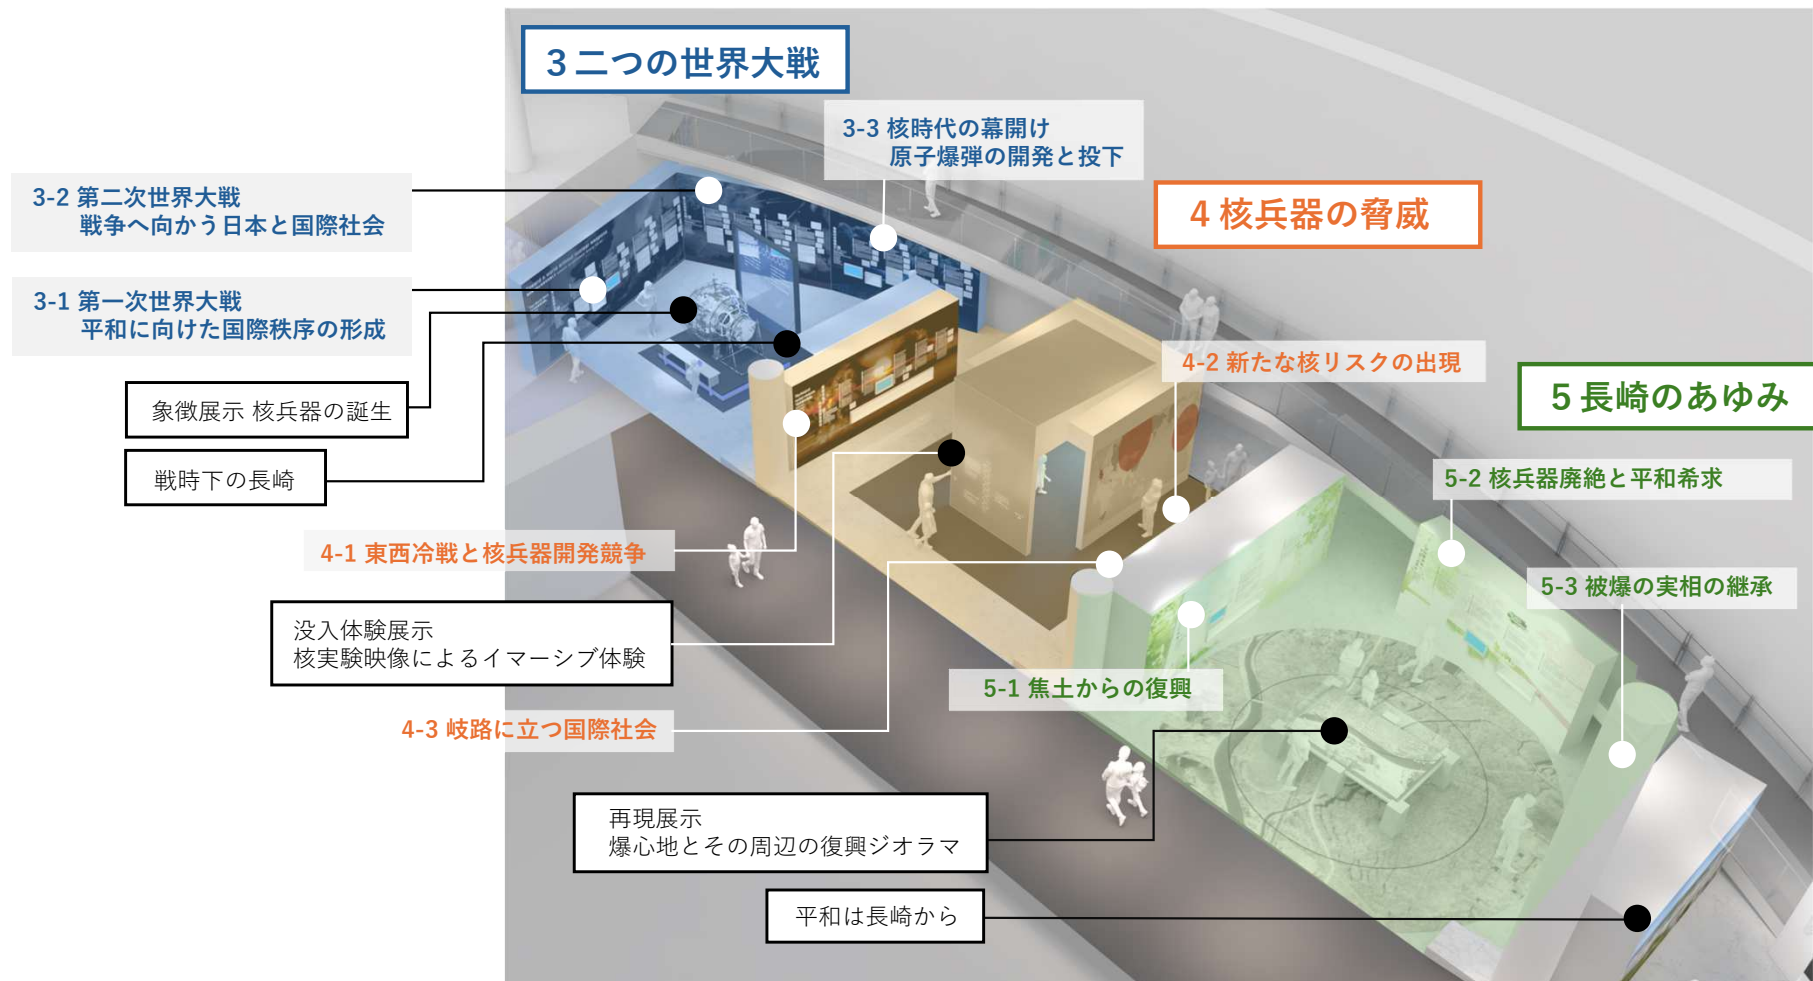 3 二つの世界大戦
3-3 核時代の幕開け
原子爆弾の開発と投下
3-2 第二次世界大戦
戦争へ向かう日本と国際社会
4 核兵器の脅威
3-1 第一次世界大戦
平和に向けた国際秩序の形成
4-2 新たな核リスクの出現
象徴展示 核兵器の誕生
5 長崎のあゆみ
戦時下の長崎
5-2 核兵器廃絶と平和希求
4-1 東西冷戦と核兵器開発競争
5-3 被爆の実相の継承
没入体験展示
核実験映像によるイマーシブ体験
5-1 焦土からの復興
4-3 岐路に立つ国際社会
再現展示
爆心地とその周辺の復興ジオラマ
平和は長崎から